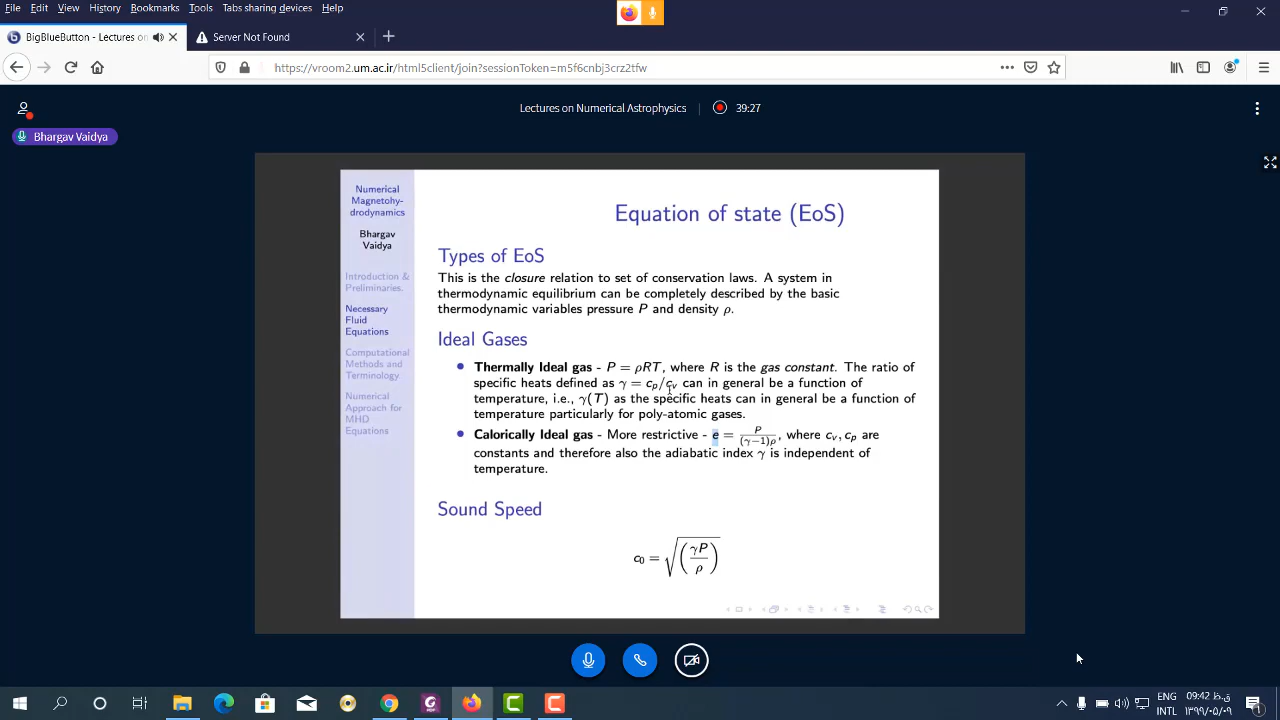 File Edit View History Bookmarks Tools Tab sharing devices Help
BigBlueButton - Lectures on
Server Not Found
https://vroom2.um.ac.ir/html5client/join?sessionToken=m5f6cnbj3crz2tfw
Lectures on Numerical Astrophysics
39:27
Bhargav Vaidya
Numerical
Magnetohy-
drodynamics
Bhargav
Vaidya
Introduction &
Preliminaries.
Necessary
Fluid
Equations
Computational
Methods and
Terminology
Numerical
Approach for
MHD
Equations
Equation of state (EoS)
Types of EoS
This is the closure relation to set of conservation laws. A system in
thermodynamic equilibrium can be completely described by the basic
thermodynamic variables pressure P and density ρ.
Ideal Gases
• Thermally Ideal gas - P = ρRT, where R is the gas constant. The ratio of
specific heats defined as γ = c_p/c_v can in general be a function of
temperature, i.e., γ(T) as the specific heats can in general be a function of
temperature particularly for poly-atomic gases.
• Calorically Ideal gas - More restrictive - e = P/((γ−1)ρ), where c_v, c_p are
constants and therefore also the adiabatic index γ is independent of
temperature.
Sound Speed
c₀ = √(γP/ρ)
ENG
INTL
09:42 ق.ظ
۱۳۹۹/۰۵/۰۹